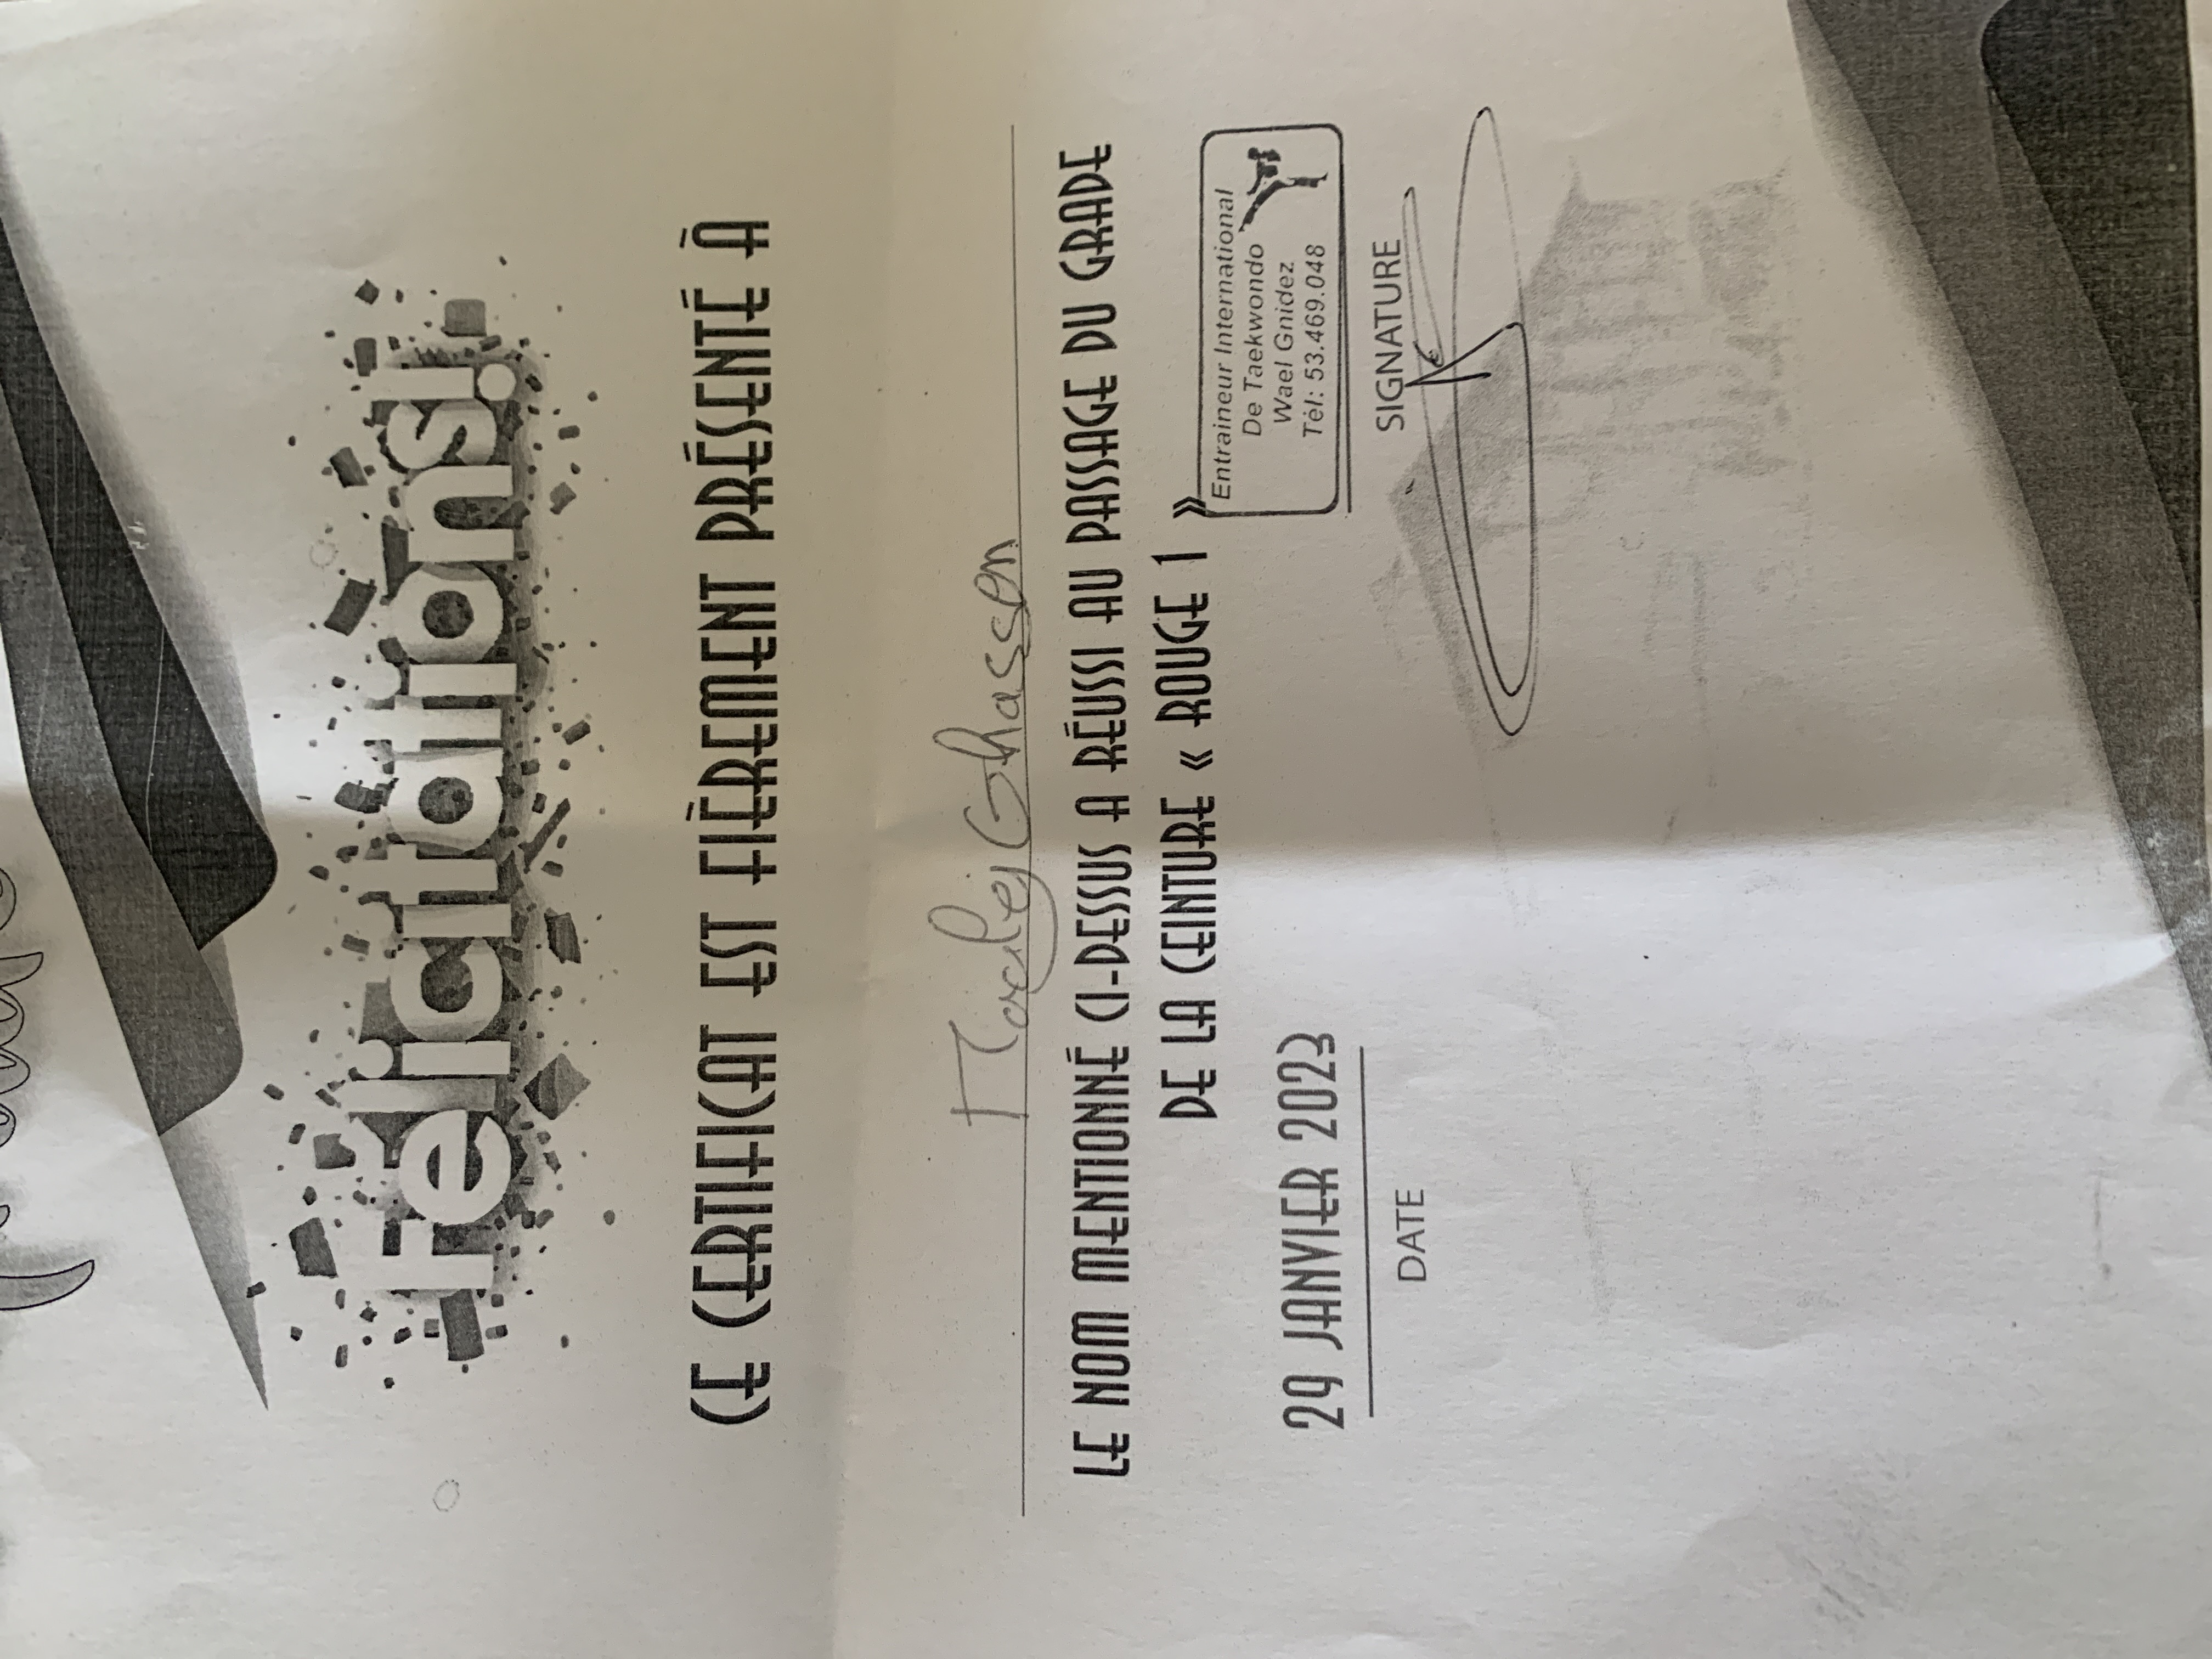 Félicitations!
CE CERTIFICAT EST FIÈREMENT PRÉSENTÉ À
Ghassen
LE NOM MENTIONNÉ CI-DESSUS A RÉUSSI AU PASSAGE DU GRADE
DE LA CEINTURE « ROUGE 1 »
Entraineur International
De Taekwondo
Wael Gnidez
Tél: 53.469.048
29 JANVIER 2023
DATE
SIGNATURE